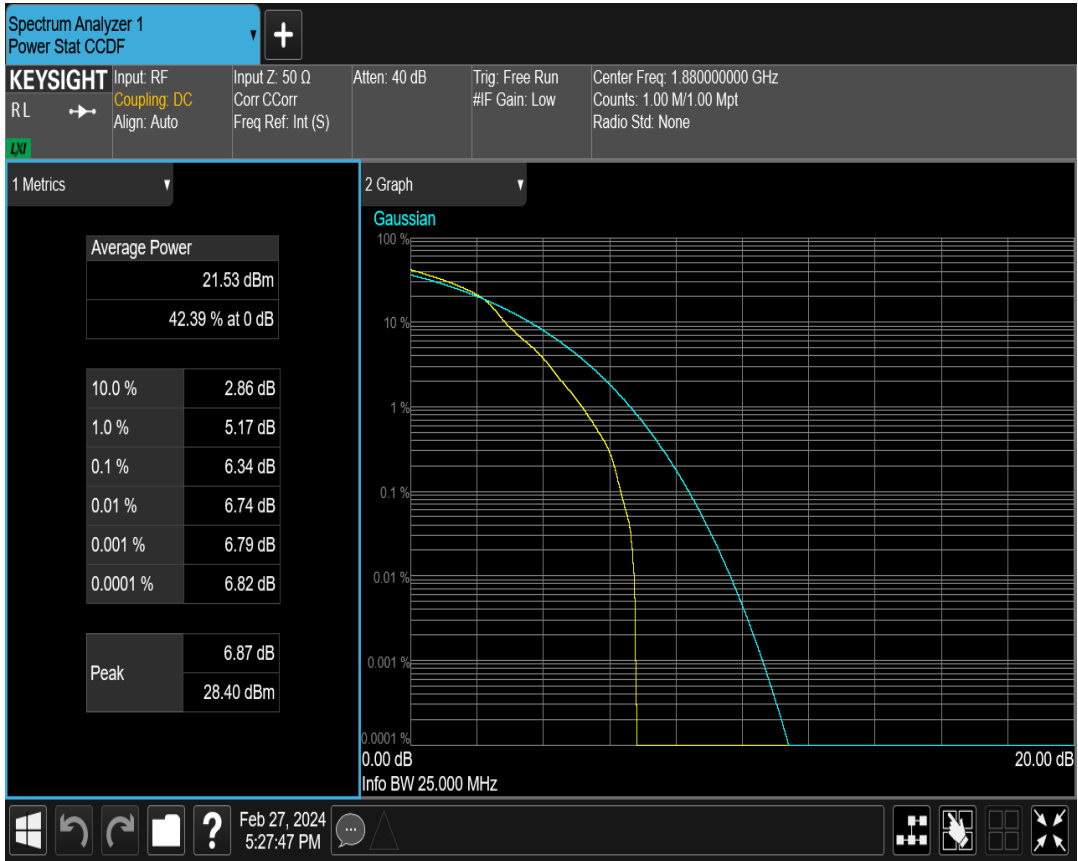 Spectrum Analyzer 1
Power Stat CCDF
KEYSIGHT
RL
LXI
Input: RF
Coupling: DC
Align: Auto
Input Z: 50 Ω
Corr CCorr
Freq Ref: Int (S)
Atten: 40 dB
Trig: Free Run
#IF Gain: Low
Center Freq: 1.880000000 GHz
Counts: 1.00 M/1.00 Mpt
Radio Std: None
1 Metrics
Average Power
21.53 dBm
42.39 % at 0 dB
10.0 % 2.86 dB
1.0 % 5.17 dB
0.1 % 6.34 dB
0.01 % 6.74 dB
0.001 % 6.79 dB
0.0001 % 6.82 dB
Peak
6.87 dB
28.40 dBm
2 Graph
Gaussian
100 %
10 %
1 %
0.1 %
0.01 %
0.001 %
0.0001 %
0.00 dB 20.00 dB
Info BW 25.000 MHz
?
Feb 27, 2024
5:27:47 PM